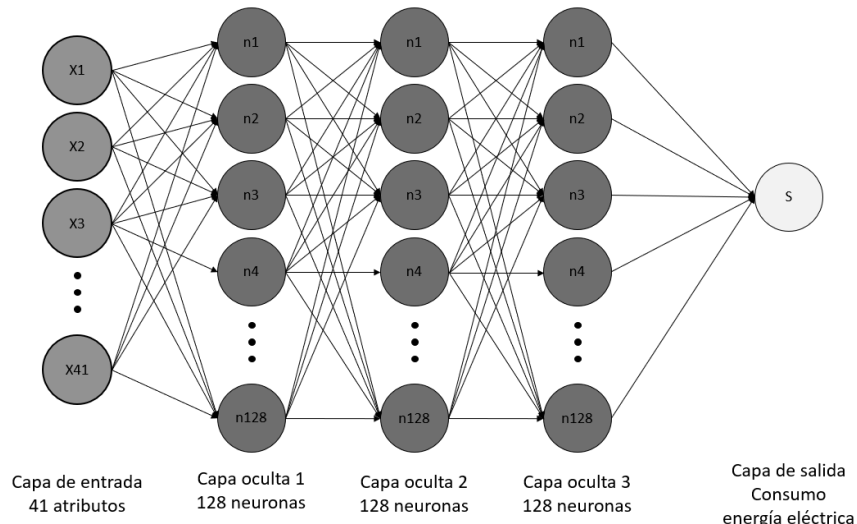 X1
X2
X3
X41
n1
n2
n3
n4
n128
n1
n2
n3
n4
n128
n1
n2
n3
n4
n128
S
Capa de entrada
41 atributos
Capa oculta 1
128 neuronas
Capa oculta 2
128 neuronas
Capa oculta 3
128 neuronas
Capa de salida
Consumo
energía eléctrica